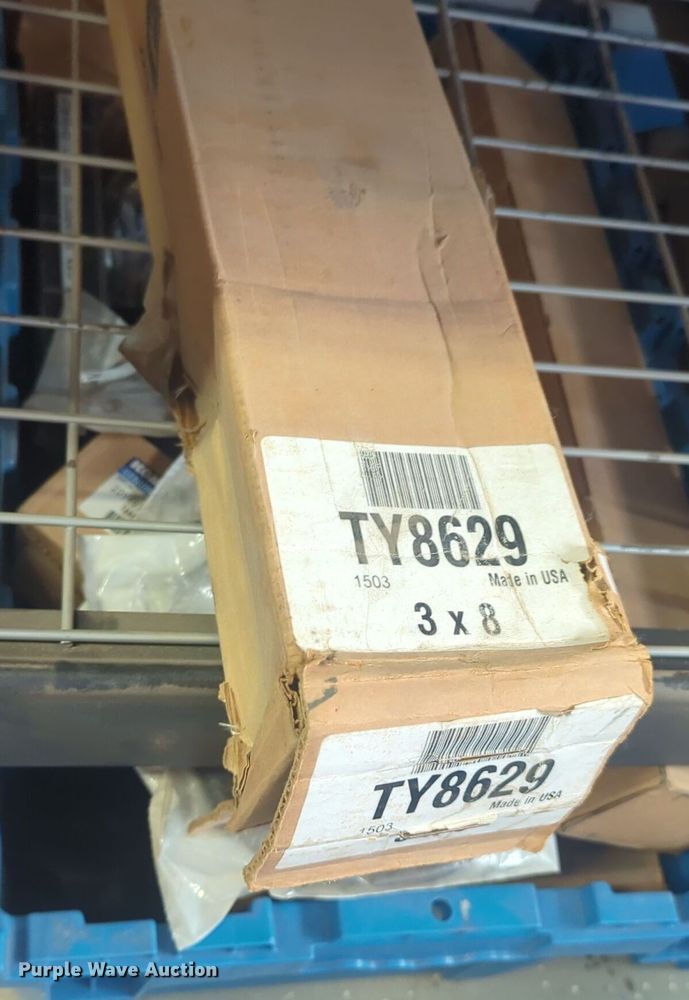 TY8629
1503 Made in USA
3 x 8
TY8629
1503 Made in USA
Purple Wave Auction